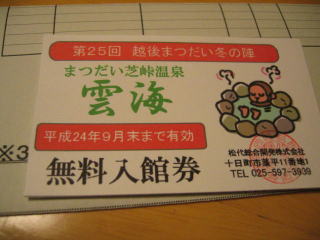 第25回 越後まつだい冬の陣
まつだい芝峠温泉
雲海
平成24年9月末まで有効
無料入館券
松代総合開発株式会社
十日町市蓬平11番地1
TEL 025-597-3939
※3